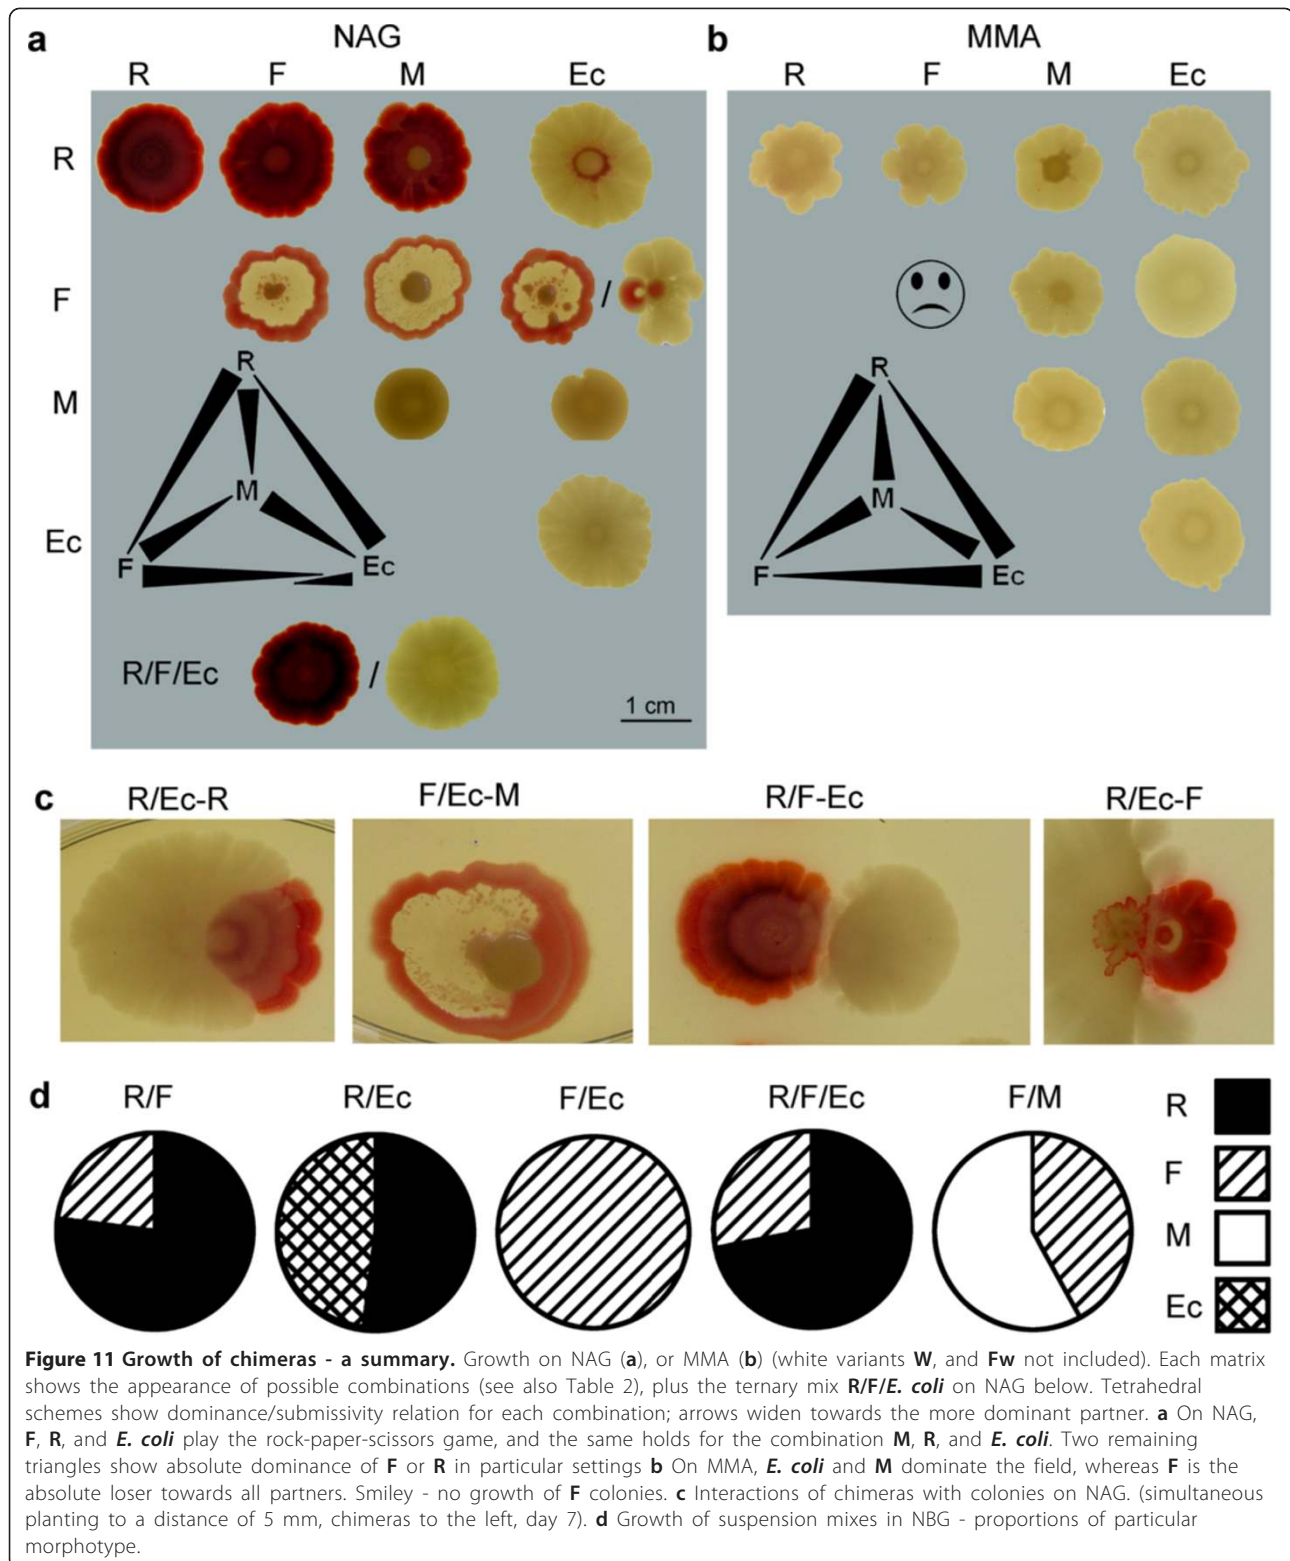 a NAG
R F M Ec
R
F /
M
Ec
R
M
F Ec
R/F/Ec /
1 cm
b MMA
R F M Ec
R
M
F Ec
c R/Ec-R F/Ec-M R/F-Ec R/Ec-F
d R/F R/Ec F/Ec R/F/Ec F/M
R
F
M
Ec
Figure 11 Growth of chimeras - a summary. Growth on NAG (a), or MMA (b) (white variants W, and Fw not included). Each matrix
shows the appearance of possible combinations (see also Table 2), plus the ternary mix R/F/E. coli on NAG below. Tetrahedral
schemes show dominance/submissivity relation for each combination; arrows widen towards the more dominant partner. a On NAG,
F, R, and E. coli play the rock-paper-scissors game, and the same holds for the combination M, R, and E. coli. Two remaining
triangles show absolute dominance of F or R in particular settings b On MMA, E. coli and M dominate the field, whereas F is the
absolute loser towards all partners. Smiley - no growth of F colonies. c Interactions of chimeras with colonies on NAG. (simultaneous
planting to a distance of 5 mm, chimeras to the left, day 7). d Growth of suspension mixes in NBG - proportions of particular
morphotype.